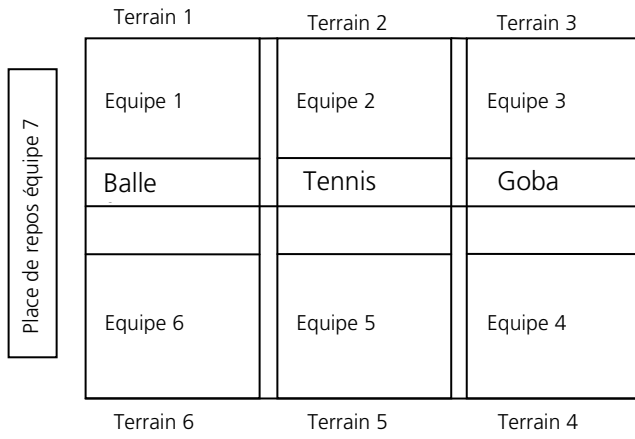 Terrain 1
Terrain 2
Terrain 3
Place de repos équipe 7
Equipe 1
Equipe 2
Equipe 3
Balle
Tennis
Goba
Equipe 6
Equipe 5
Equipe 4
Terrain 6
Terrain 5
Terrain 4